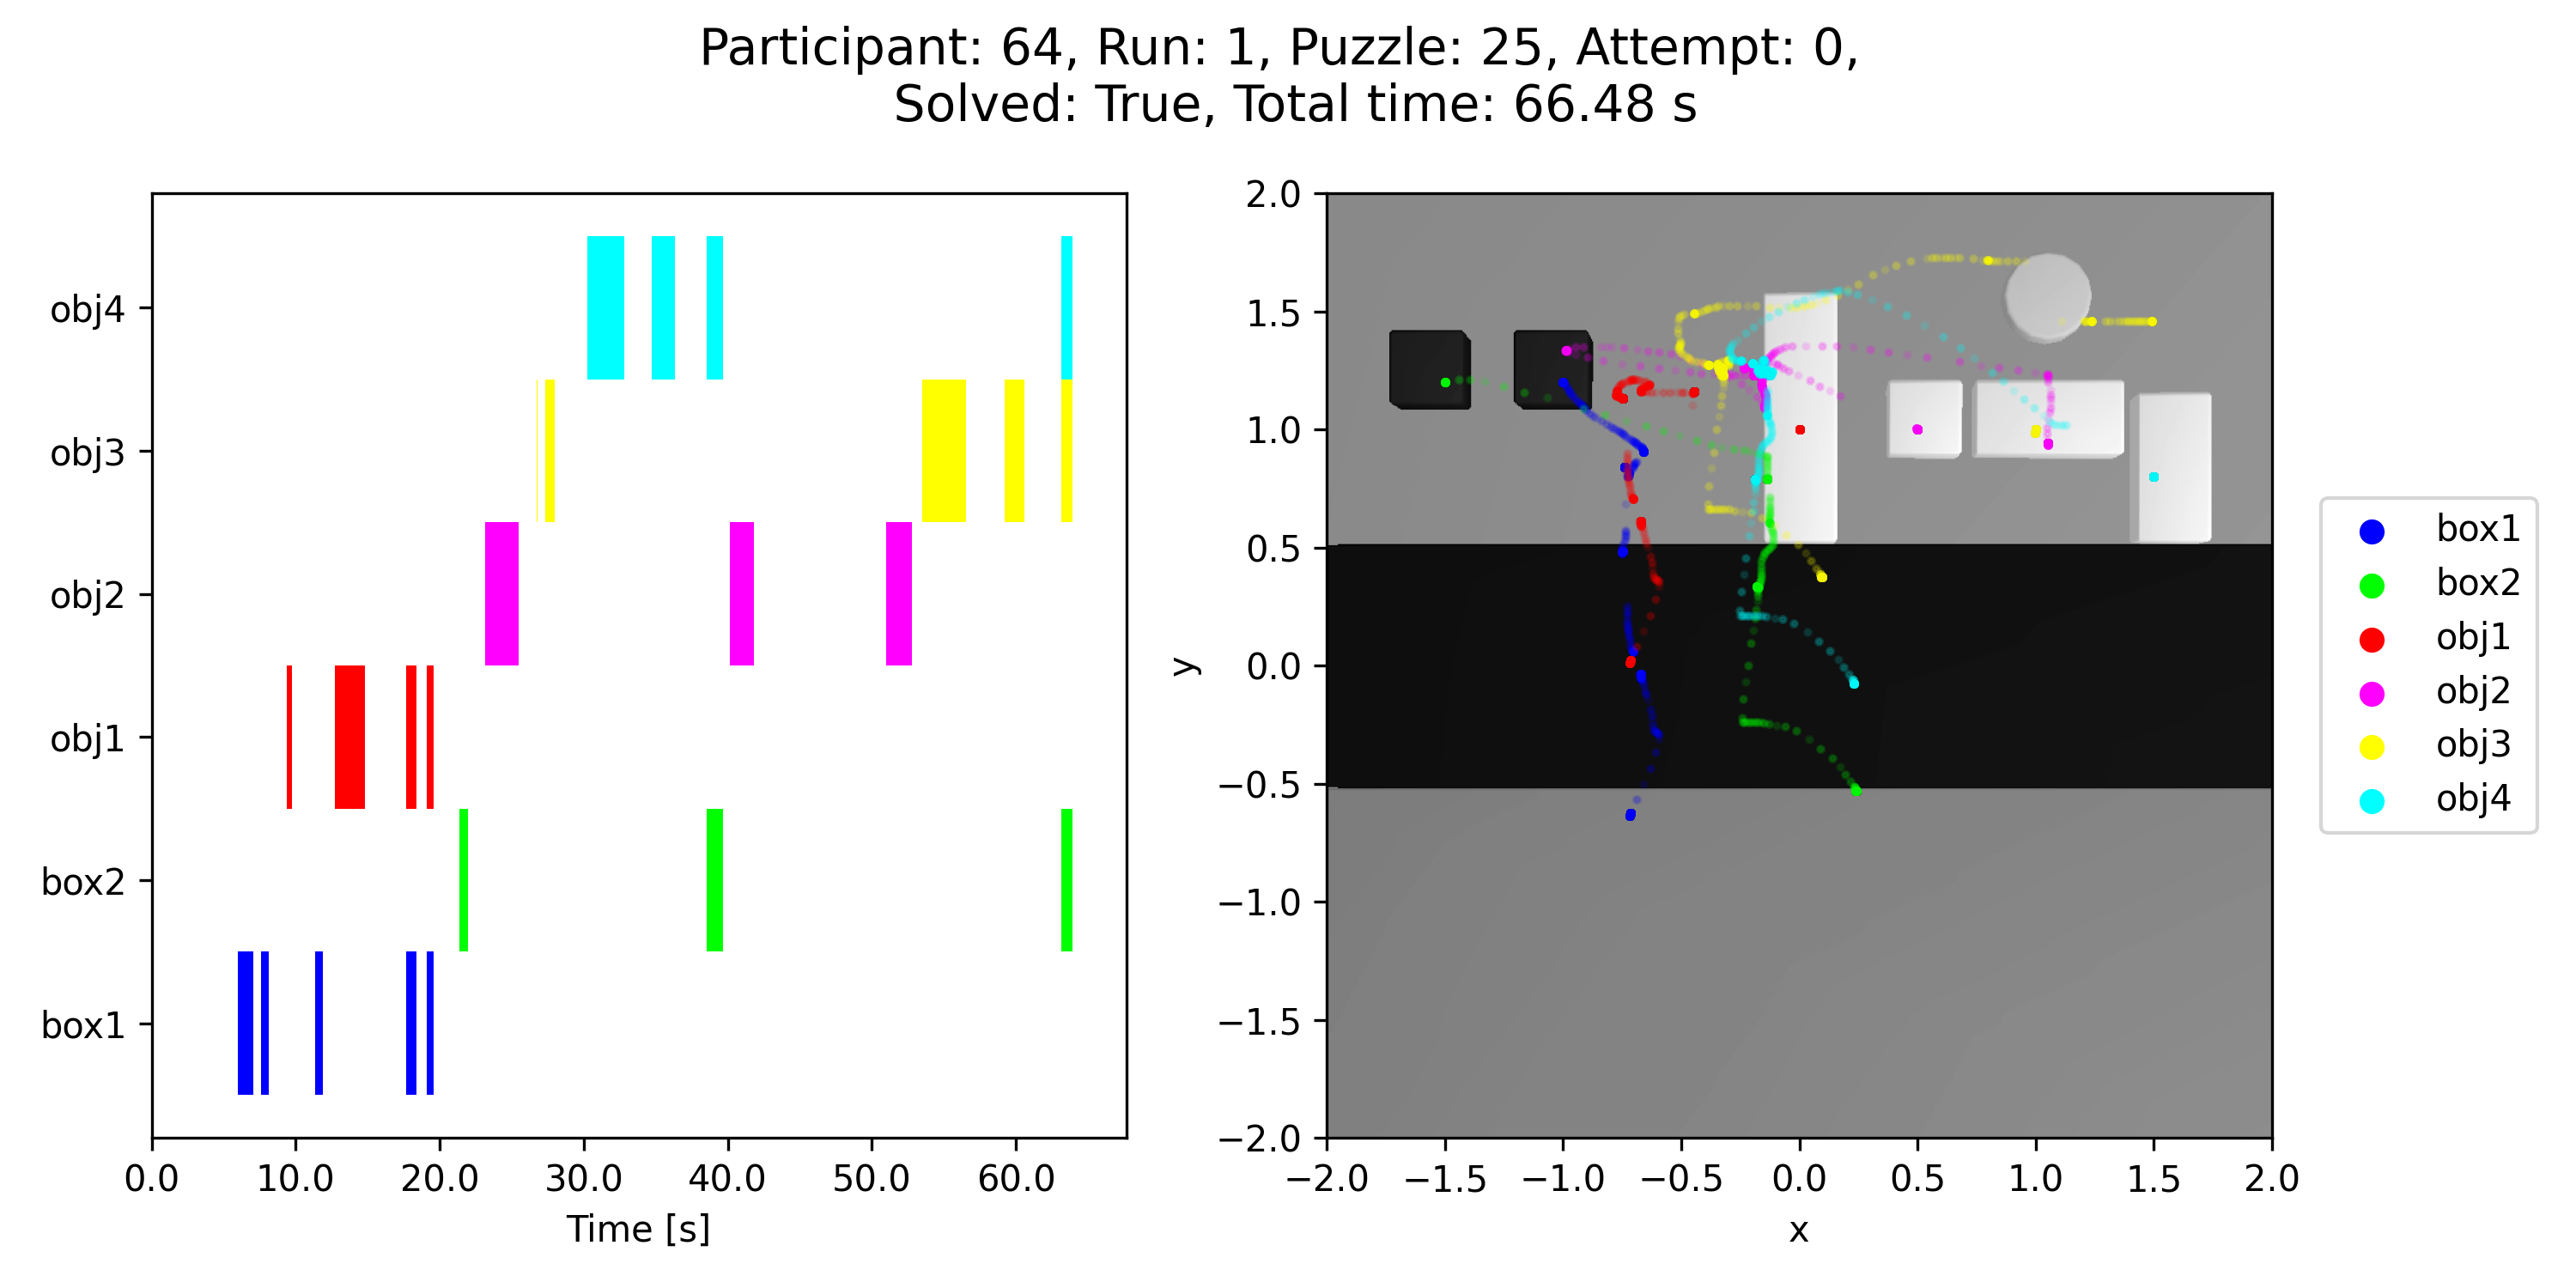 Participant: 64, Run: 1, Puzzle: 25, Attempt: 0,
Solved: True, Total time: 66.48 s
obj4
obj3
obj2
obj1
box2
box1
0.0 10.0 20.0 30.0 40.0 50.0 60.0
Time [s]
2.0
1.5
1.0
0.5
0.0
−0.5
−1.0
−1.5
−2.0
y
−2.0 −1.5 −1.0 −0.5 0.0 0.5 1.0 1.5 2.0
x
box1
box2
obj1
obj2
obj3
obj4